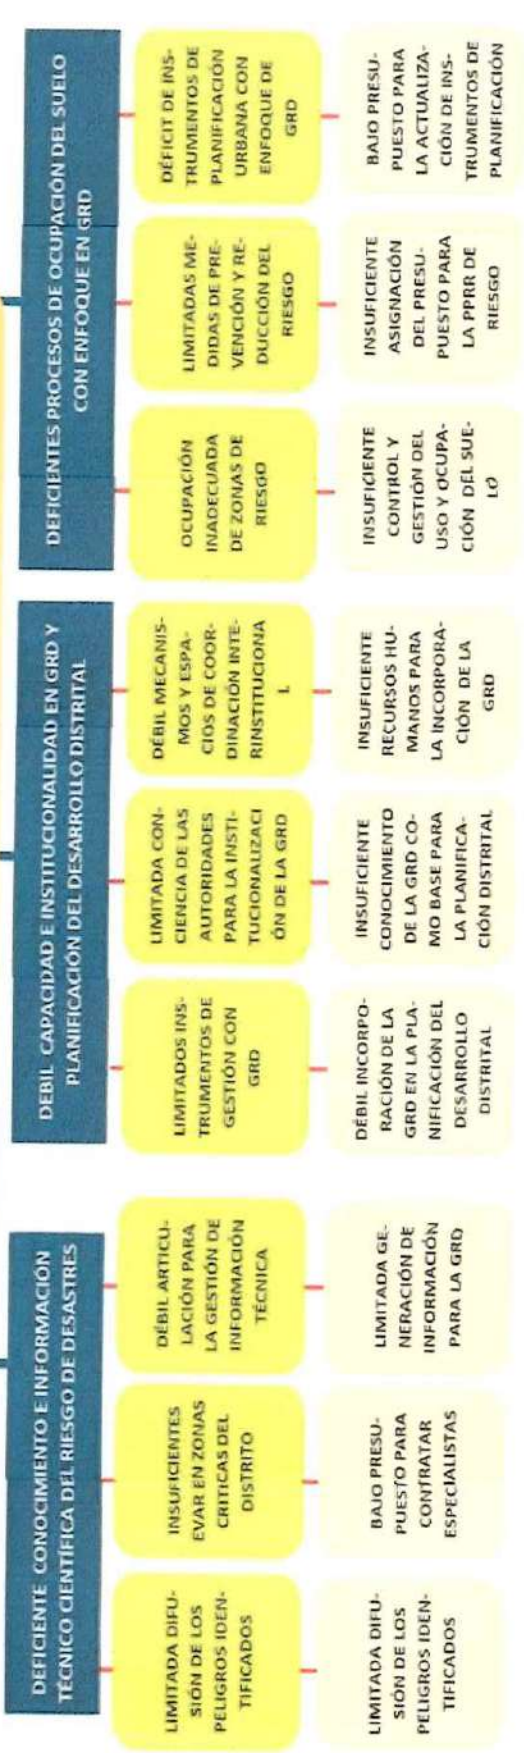 DEFICIENTE CONOCIMIENTO E INFORMACIÓN
TÉCNICO CIENTÍFICA DEL RIESGO DE DESASTRES
LIMITADA DIFU-
SIÓN DE LOS
PELIGROS IDEN-
TIFICADOS
INSUFICIENTES
EVAR EN ZONAS
CRITICAS DEL
DISTRITO
DÉBIL ARTICU-
LACIÓN PARA
LA GESTIÓN DE
INFORMACIÓN
TÉCNICA
LIMITADA DIFU-
SIÓN DE LOS
PELIGROS IDEN-
TIFICADOS
BAJO PRESU-
PUESTO PARA
CONTRATAR
ESPECIALISTAS
LIMITADA GE-
NERACIÓN DE
INFORMACIÓN
PARA LA GRD
DEBIL CAPACIDAD E INSTITUCIONALIDAD EN GRD Y
PLANIFICACIÓN DEL DESARROLLO DISTRITAL
LIMITADOS INS-
TRUMENTOS DE
GESTIÓN CON
GRD
LIMITADA CON-
CIENCIA DE LAS
AUTORIDADES
PARA LA INSTI-
TUCIONALIZACI
ÓN DE LA GRD
DÉBIL MECANIS-
MOS Y ESPA-
CIOS DE COOR-
DINACIÓN INTE-
RINSTITUCIONA
L
DÉBIL INCORPO-
RACIÓN DE LA
GRD EN LA PLA-
NIFICACIÓN DEL
DESARROLLO
DISTRITAL
INSUFICIENTE
CONOCIMIENTO
DE LA GRD CO-
MO BASE PARA
LA PLANIFICA-
CIÓN DISTRITAL
INSUFICIENTE
RECURSOS HU-
MANOS PARA
LA INCORPORA-
CIÓN DE LA
GRD
DEFICIENTES PROCESOS DE OCUPACIÓN DEL SUELO
CON ENFOQUE EN GRD
OCUPACIÓN
INADECUADA
DE ZONAS DE
RIESGO
LIMITADAS ME-
DIDAS DE PRE-
VENCIÓN Y RE-
DUCCIÓN DEL
RIESGO
DÉFICIT DE INS-
TRUMENTOS DE
PLANIFICACIÓN
URBANA CON
ENFOQUE DE
GRD
INSUFICIENTE
CONTROL Y
GESTIÓN DEL
USO Y OCUPA-
CIÓN DEL SUE-
LO
INSUFICIENTE
ASIGNACIÓN
DEL PRESU-
PUESTO PARA
LA PPRR DE
RIESGO
BAJO PRESU-
PUESTO PARA
LA ACTUALIZA-
CIÓN DE INS-
TRUMENTOS DE
PLANIFICACIÓN